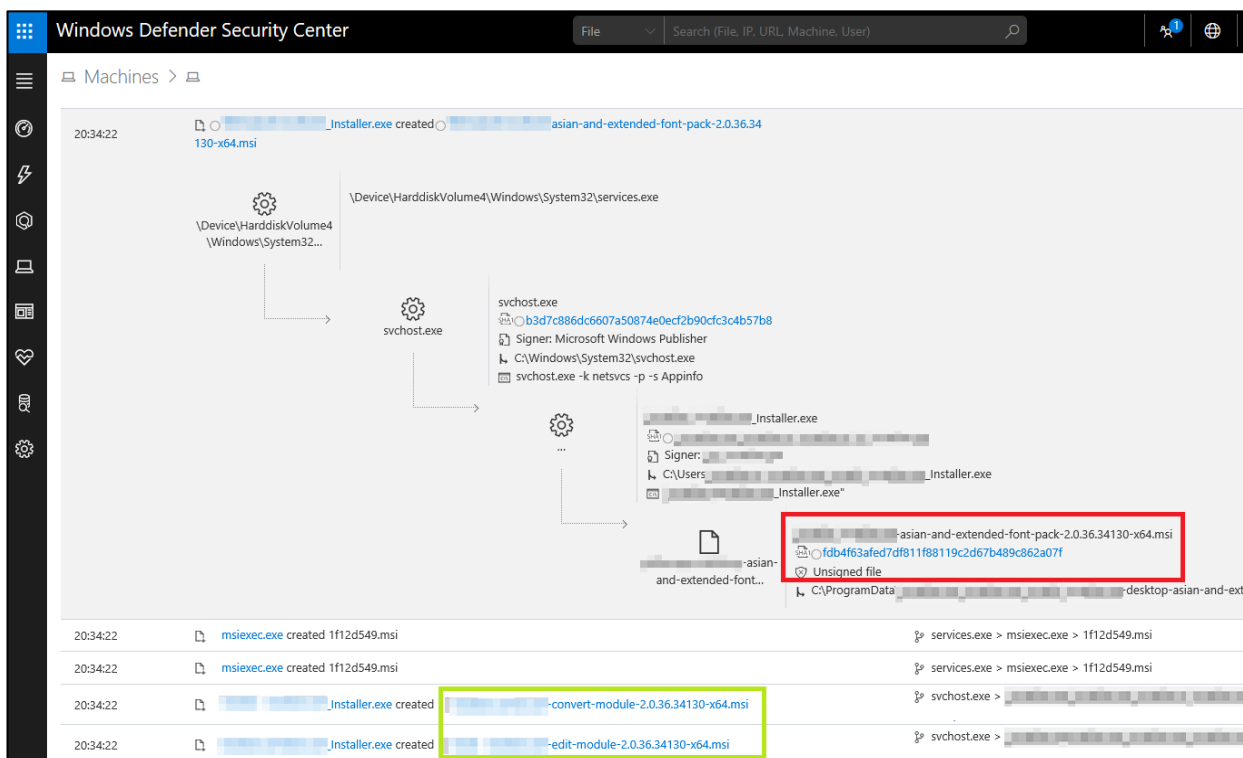 Windows Defender Security Center
File
Search (File, IP, URL, Machine, User)
1
Machines >
20:34:22
_Installer.exe created asian-and-extended-font-pack-2.0.36.34
130-x64.msi
\Device\HarddiskVolume4
\Windows\System32...
\Device\HarddiskVolume4\Windows\System32\services.exe
svchost.exe
svchost.exe
SHA1 b3d7c886dc6607a50874e0ecf2b90cfc3c4b57b8
Signer: Microsoft Windows Publisher
C:\Windows\System32\svchost.exe
svchost.exe -k netsvcs -p -s Appinfo
...
_Installer.exe
SHA1
Signer:
C:\Users _Installer.exe
_Installer.exe"
-asian-
and-extended-font...
-asian-and-extended-font-pack-2.0.36.34130-x64.msi
SHA1 fdb4f63afed7df811f88119c2d67b489c862a07f
Unsigned file
C:\ProgramData -desktop-asian-and-ext
20:34:22 msiexec.exe created 1f12d549.msi services.exe > msiexec.exe > 1f12d549.msi
20:34:22 msiexec.exe created 1f12d549.msi services.exe > msiexec.exe > 1f12d549.msi
20:34:22 _Installer.exe created -convert-module-2.0.36.34130-x64.msi svchost.exe >
20:34:22 _Installer.exe created -edit-module-2.0.36.34130-x64.msi svchost.exe >